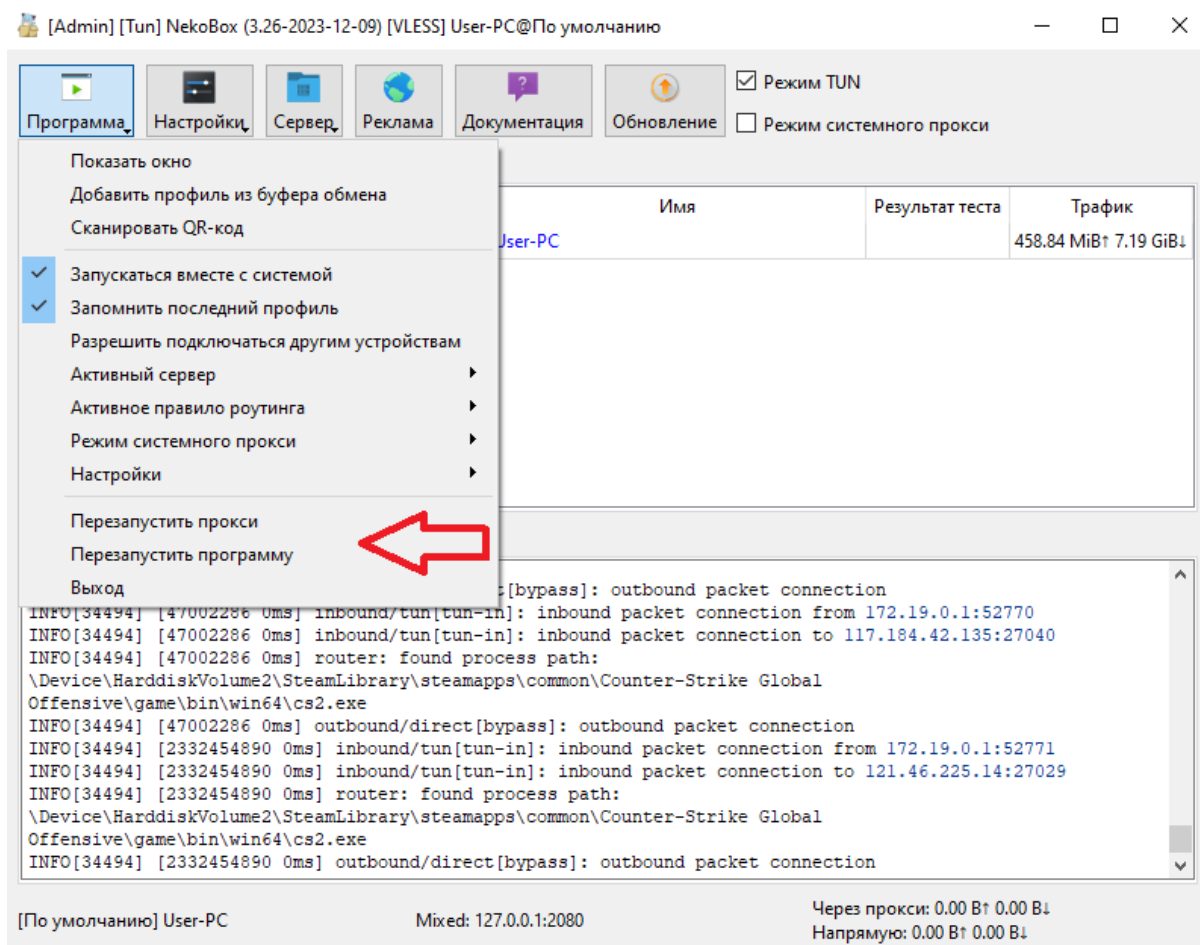 [Admin] [Tun] NekoBox (3.26-2023-12-09) [VLESS] User-PC@По умолчанию
Программа Настройки Сервер Реклама Документация Обновление
Режим TUN
Режим системного прокси
Показать окно
Добавить профиль из буфера обмена
Сканировать QR-код
Запускаться вместе с системой
Запомнить последний профиль
Разрешить подключаться другим устройствам
Активный сервер
Активное правило роутинга
Режим системного прокси
Настройки
Перезапустить прокси
Перезапустить программу
Выход
Имя Результат теста Трафик
User-PC 458.84 MiB↑ 7.19 GiB↓
[bypass]: outbound packet connection
INFO[34494] [47002286 0ms] inbound/tun[tun-in]: inbound packet connection from 172.19.0.1:52770
INFO[34494] [47002286 0ms] inbound/tun[tun-in]: inbound packet connection to 117.184.42.135:27040
INFO[34494] [47002286 0ms] router: found process path:
\Device\HarddiskVolume2\SteamLibrary\steamapps\common\Counter-Strike Global
Offensive\game\bin\win64\cs2.exe
INFO[34494] [47002286 0ms] outbound/direct[bypass]: outbound packet connection
INFO[34494] [2332454890 0ms] inbound/tun[tun-in]: inbound packet connection from 172.19.0.1:52771
INFO[34494] [2332454890 0ms] inbound/tun[tun-in]: inbound packet connection to 121.46.225.14:27029
INFO[34494] [2332454890 0ms] router: found process path:
\Device\HarddiskVolume2\SteamLibrary\steamapps\common\Counter-Strike Global
Offensive\game\bin\win64\cs2.exe
INFO[34494] [2332454890 0ms] outbound/direct[bypass]: outbound packet connection
[По умолчанию] User-PC
Mixed: 127.0.0.1:2080
Через прокси: 0.00 B↑ 0.00 B↓
Напрямую: 0.00 B↑ 0.00 B↓